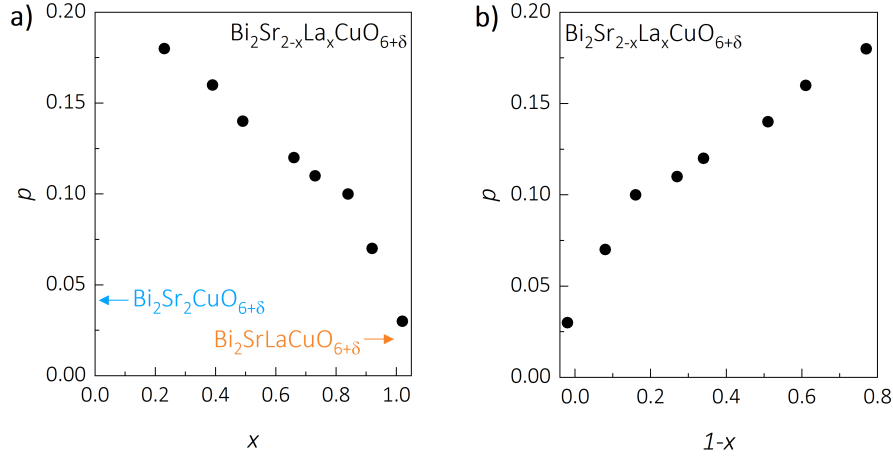 a)
Bi₂Sr₂₋ₓLaₓCuO₆₊δ
0.20
0.15
0.10
0.05
0.00
p
Bi₂Sr₂CuO₆₊δ
Bi₂SrLaCuO₆₊δ
0.0 0.2 0.4 0.6 0.8 1.0
x
b)
Bi₂Sr₂₋ₓLaₓCuO₆₊δ
0.20
0.15
0.10
0.05
0.00
p
0.0 0.2 0.4 0.6 0.8
1-x